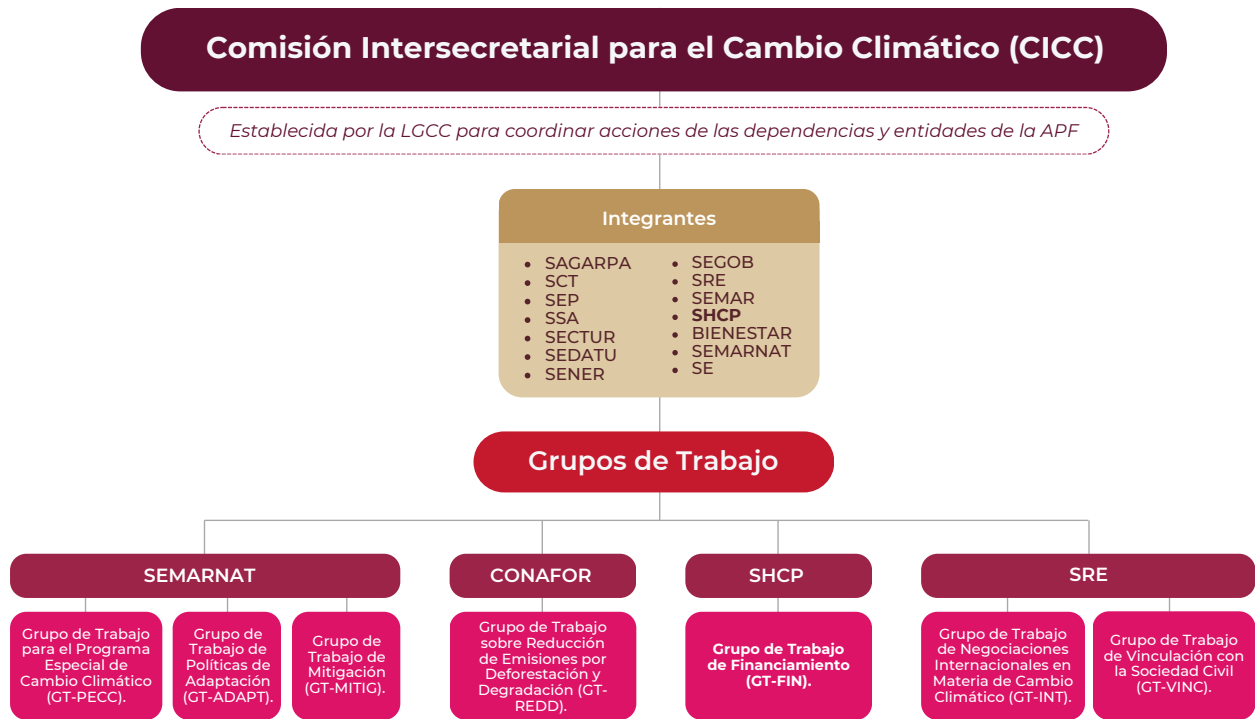 Comisión Intersecretarial para el Cambio Climático (CICC)
Establecida por la LGCC para coordinar acciones de las dependencias y entidades de la APF
Integrantes
• SAGARPA
• SCT
• SEP
• SSA
• SECTUR
• SEDATU
• SENER
• SEGOB
• SRE
• SEMAR
• SHCP
• BIENESTAR
• SEMARNAT
• SE
Grupos de Trabajo
SEMARNAT
Grupo de Trabajo
para el Programa
Especial de
Cambio Climático
(GT-PECC).
Grupo de
Trabajo de
Políticas de
Adaptación
(GT-ADAPT).
Grupo de
Trabajo de
Mitigación
(GT-MITIG).
CONAFOR
Grupo de Trabajo
sobre Reducción
de Emisiones por
Deforestación y
Degradación (GT-
REDD).
SHCP
Grupo de Trabajo
de Financiamiento
(GT-FIN).
SRE
Grupo de Trabajo
de Negociaciones
Internacionales en
Materia de Cambio
Climático (GT-INT).
Grupo de Trabajo
de Vinculación con
la Sociedad Civil
(GT-VINC).